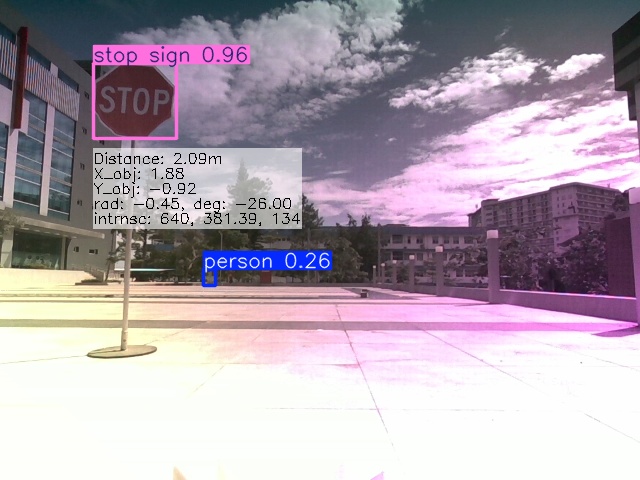 stop sign 0.96
STOP
Distance: 2.09m
X_obj: 1.88
Y_obj: -0.92
rad: -0.45, deg: -26.00
intrnsc: 640, 381.39, 134
person 0.26